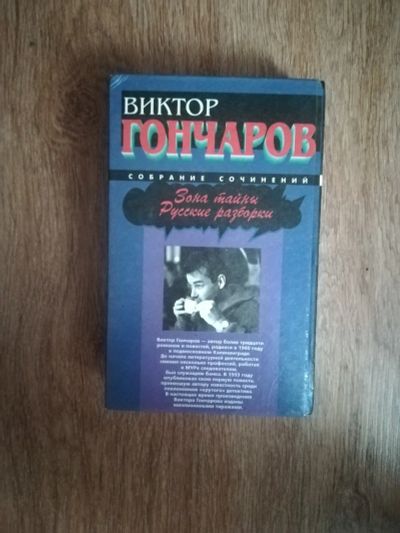 ВИКТОР
ГОНЧАРОВ
СОБРАНИЕ СОЧИНЕНИЙ
Зона тайны
Русские разборки
Виктор Гончаров — автор более тридцати
романов и повестей, родился в 1960 году
в подмосковном Калининграде.
До начала литературной деятельности
сменил несколько профессий, работал
в МУРе следователем,
был служащим банка. В 1993 году
опубликовал свою первую повесть,
принесшую автору известность среди
поклонников «крутого» детектива.
В настоящее время произведения
Виктора Гончарова изданы
миллионными тиражами.